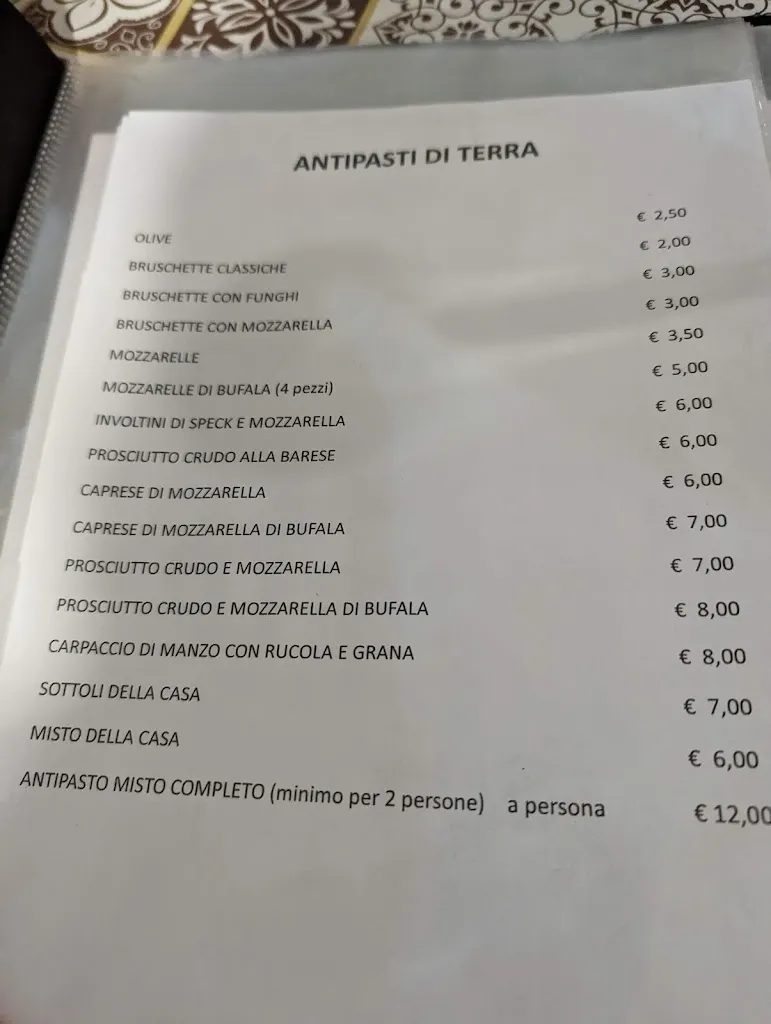 ANTIPASTI DI TERRA
OLIVE € 2,50
BRUSCHETTE CLASSICHE € 2,00
BRUSCHETTE CON FUNGHI € 3,00
BRUSCHETTE CON MOZZARELLA € 3,00
MOZZARELLE € 3,50
MOZZARELLE DI BUFALA (4 pezzi) € 5,00
INVOLTINI DI SPECK E MOZZARELLA € 6,00
PROSCIUTTO CRUDO ALLA BARESE € 6,00
CAPRESE DI MOZZARELLA € 6,00
CAPRESE DI MOZZARELLA DI BUFALA € 7,00
PROSCIUTTO CRUDO E MOZZARELLA € 7,00
PROSCIUTTO CRUDO E MOZZARELLA DI BUFALA € 8,00
CARPACCIO DI MANZO CON RUCOLA E GRANA € 8,00
SOTTOLI DELLA CASA € 7,00
MISTO DELLA CASA € 6,00
ANTIPASTO MISTO COMPLETO (minimo per 2 persone) a persona € 12,00